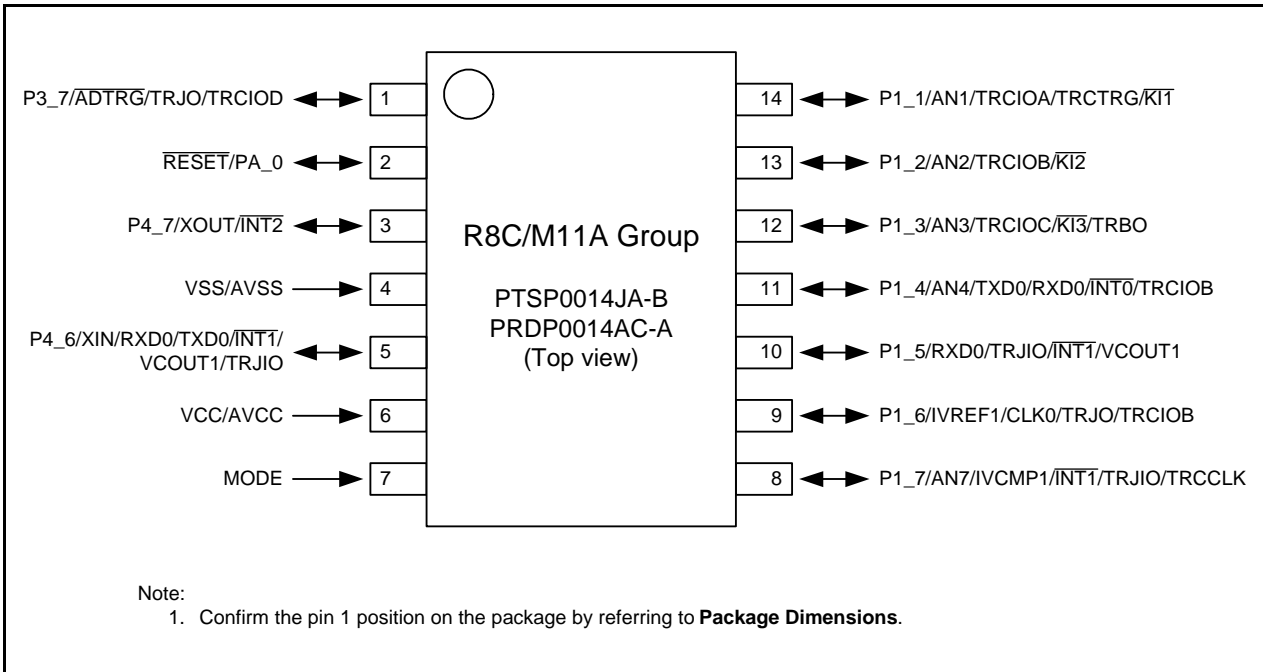 P3_7/ADTRG/TRJO/TRCIOD 1
RESET/PA_0 2
P4_7/XOUT/INT2 3
VSS/AVSS 4
P4_6/XIN/RXD0/TXD0/INT1/
VCOUT1/TRJIO 5
VCC/AVCC 6
MODE 7
R8C/M11A Group
PTSP0014JA-B
PRDP0014AC-A
(Top view)
14 P1_1/AN1/TRCIOA/TRCTRG/KI1
13 P1_2/AN2/TRCIOB/KI2
12 P1_3/AN3/TRCIOC/KI3/TRBO
11 P1_4/AN4/TXD0/RXD0/INT0/TRCIOB
10 P1_5/RXD0/TRJIO/INT1/VCOUT1
9 P1_6/IVREF1/CLK0/TRJO/TRCIOB
8 P1_7/AN7/IVCMP1/INT1/TRJIO/TRCCLK
Note:
1. Confirm the pin 1 position on the package by referring to Package Dimensions.